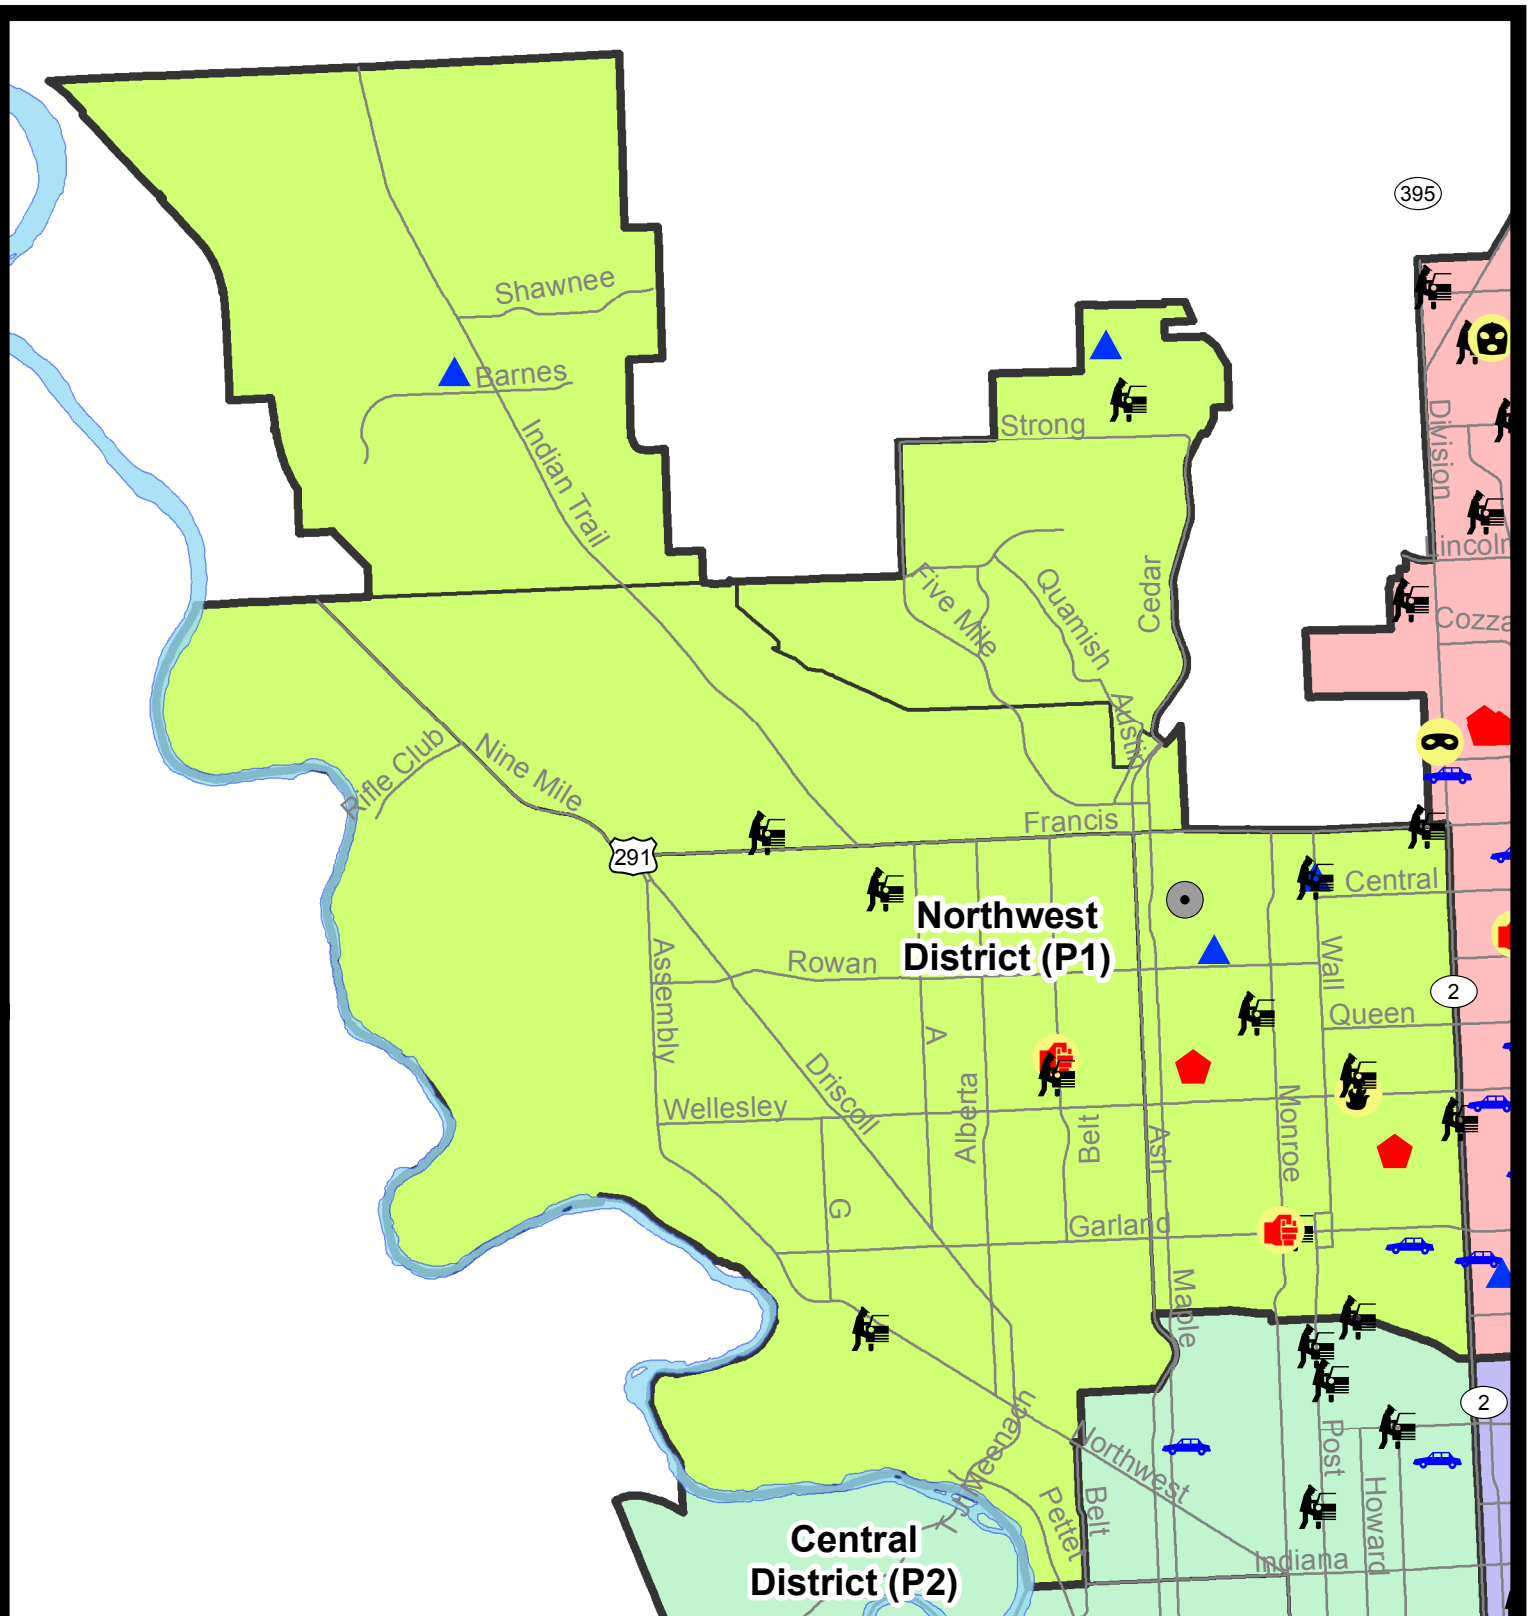 395
Shawnee
Barnes
Strong
Division
Indian Trail
Lincoln
Five Mile
Quamish
Cedar
Cozza
Austin
Rifle Club
Nine Mile
Francis
291
Central
Northwest
District (P1)
Assembly
Rowan
Wall
2
Queen
A
Driscoll
Alberta
Wellesley
Belt
Ash
Monroe
G
Garland
Maple
2
Northwest
Post
Pettet
Belt
Howard
Central
District (P2)
Indiana